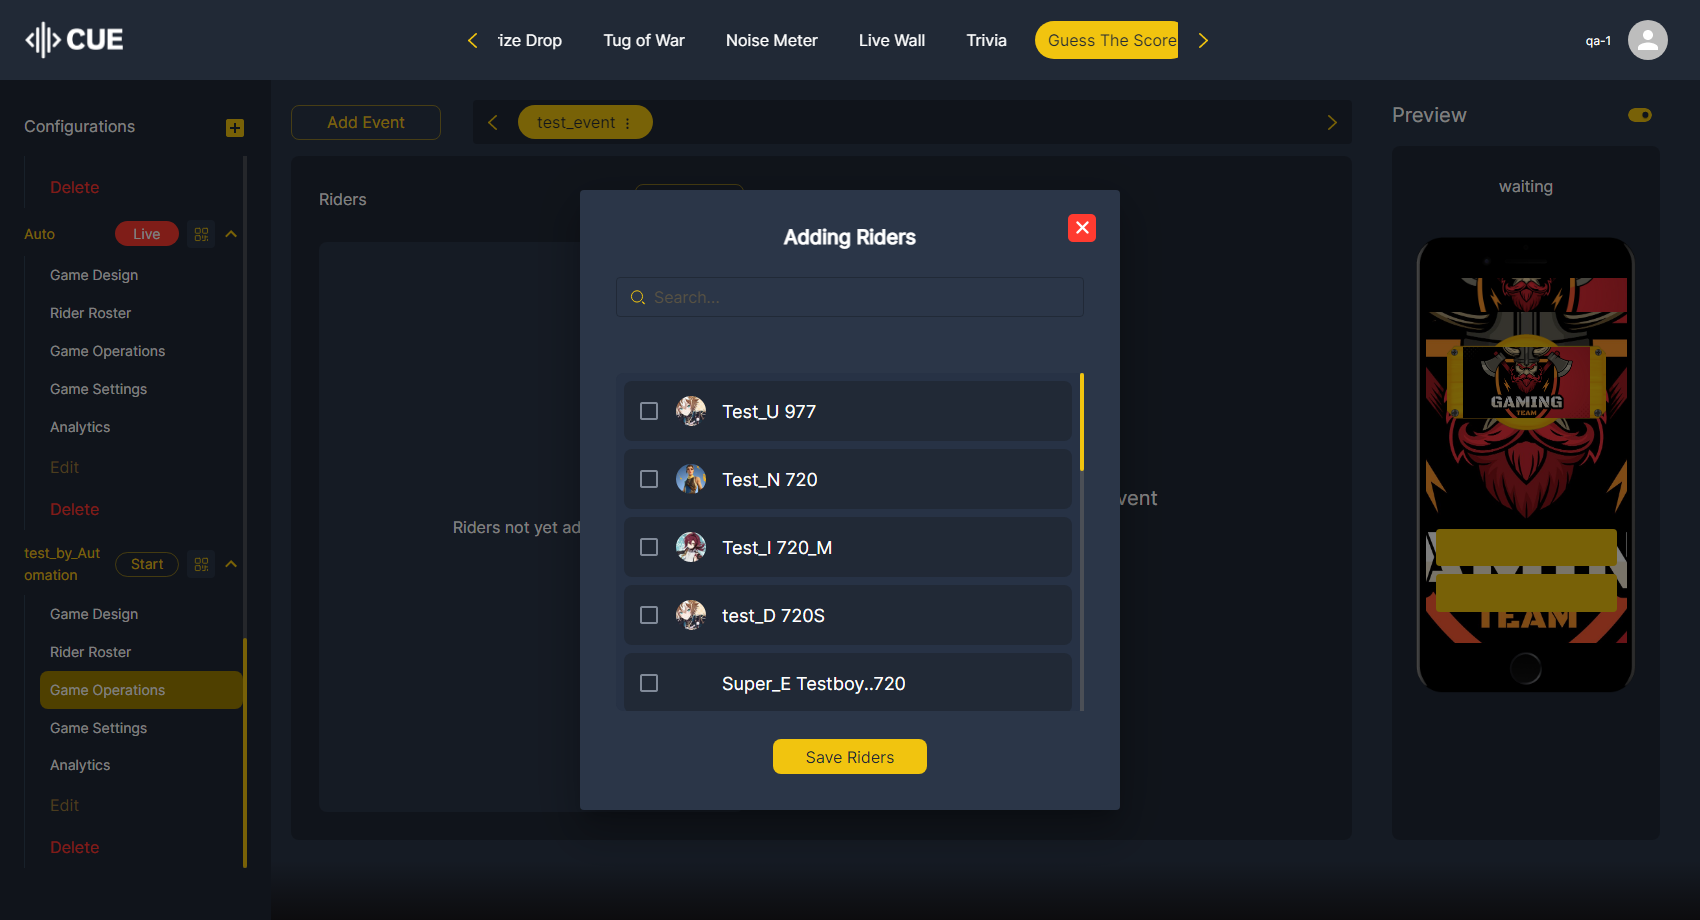 CUE
ize Drop
Tug of War
Noise Meter
Live Wall
Trivia
Guess The Score
qa-1
Configurations
Delete
Auto
Live
Game Design
Rider Roster
Game Operations
Game Settings
Analytics
Edit
Delete
test_by_Aut
omation
Start
Game Design
Rider Roster
Game Operations
Game Settings
Analytics
Edit
Delete
Add Event
test_event
Riders
Riders not yet ad
vent
Adding Riders
Search...
Test_U 977
Test_N 720
Test_I 720_M
test_D 720S
Super_E Testboy..720
Save Riders
Preview
waiting
GAMING
TEAM
TEAM